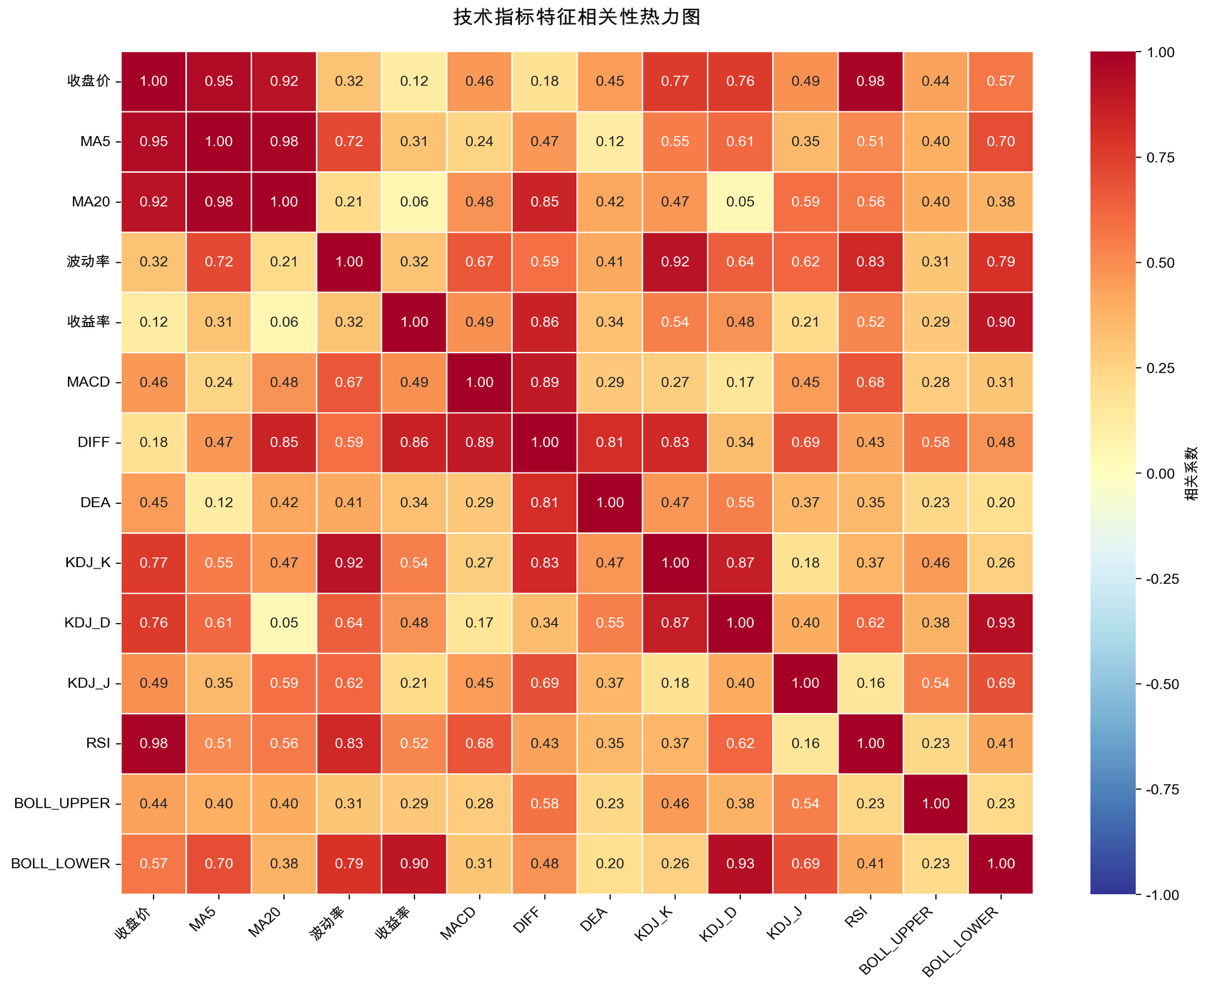 技术指标特征相关性热力图
收盘价 1.00 0.95 0.92 0.32 0.12 0.46 0.18 0.45 0.77 0.76 0.49 0.98 0.44 0.57
MA5 0.95 1.00 0.98 0.72 0.31 0.24 0.47 0.12 0.55 0.61 0.35 0.51 0.40 0.70
MA20 0.92 0.98 1.00 0.21 0.06 0.48 0.85 0.42 0.47 0.05 0.59 0.56 0.40 0.38
波动率 0.32 0.72 0.21 1.00 0.32 0.67 0.59 0.41 0.92 0.64 0.62 0.83 0.31 0.79
收益率 0.12 0.31 0.06 0.32 1.00 0.49 0.86 0.34 0.54 0.48 0.21 0.52 0.29 0.90
MACD 0.46 0.24 0.48 0.67 0.49 1.00 0.89 0.29 0.27 0.17 0.45 0.68 0.28 0.31
DIFF 0.18 0.47 0.85 0.59 0.86 0.89 1.00 0.81 0.83 0.34 0.69 0.43 0.58 0.48
DEA 0.45 0.12 0.42 0.41 0.34 0.29 0.81 1.00 0.47 0.55 0.37 0.35 0.23 0.20
KDJ_K 0.77 0.55 0.47 0.92 0.54 0.27 0.83 0.47 1.00 0.87 0.18 0.37 0.46 0.26
KDJ_D 0.76 0.61 0.05 0.64 0.48 0.17 0.34 0.55 0.87 1.00 0.40 0.62 0.38 0.93
KDJ_J 0.49 0.35 0.59 0.62 0.21 0.45 0.69 0.37 0.18 0.40 1.00 0.16 0.54 0.69
RSI 0.98 0.51 0.56 0.83 0.52 0.68 0.43 0.35 0.37 0.62 0.16 1.00 0.23 0.41
BOLL_UPPER 0.44 0.40 0.40 0.31 0.29 0.28 0.58 0.23 0.46 0.38 0.54 0.23 1.00 0.23
BOLL_LOWER 0.57 0.70 0.38 0.79 0.90 0.31 0.48 0.20 0.26 0.93 0.69 0.41 0.23 1.00
收盘价 MA5 MA20 波动率 收益率 MACD DIFF DEA KDJ_K KDJ_D KDJ_J RSI BOLL_UPPER BOLL_LOWER
1.00
0.75
0.50
0.25
0.00
-0.25
-0.50
-0.75
-1.00
相关系数